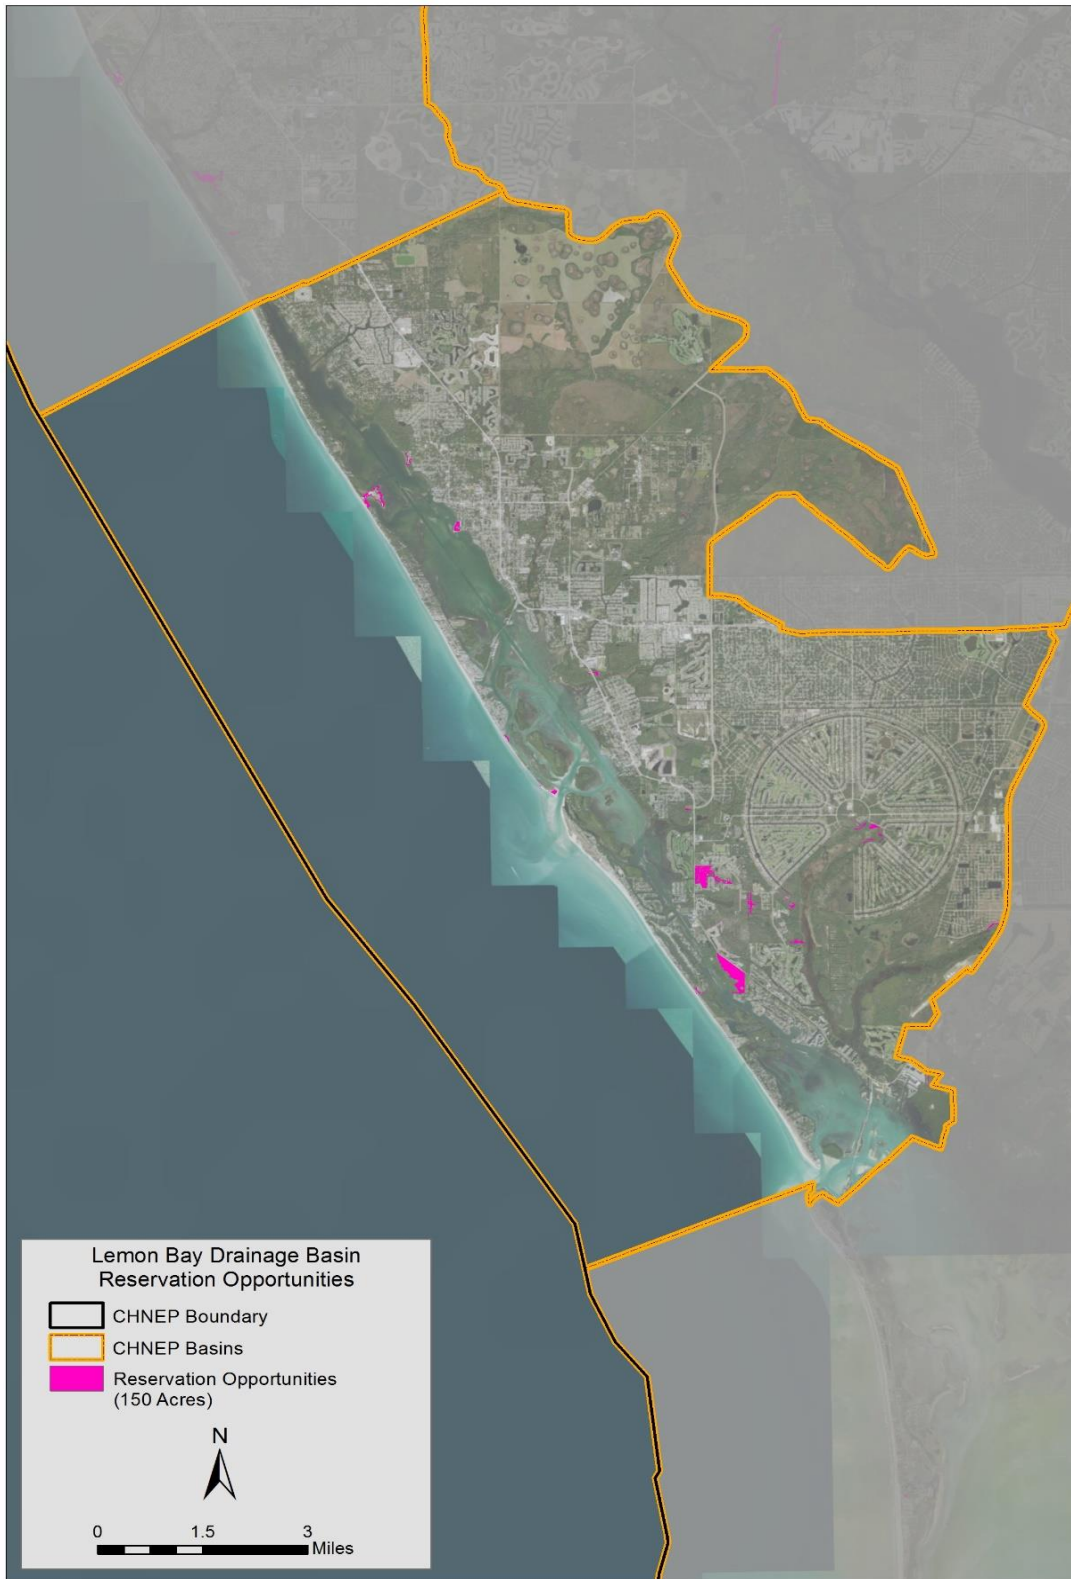 Lemon Bay Drainage Basin
Reservation Opportunities
CHNEP Boundary
CHNEP Basins
Reservation Opportunities
(150 Acres)
N
0 1.5 3
Miles